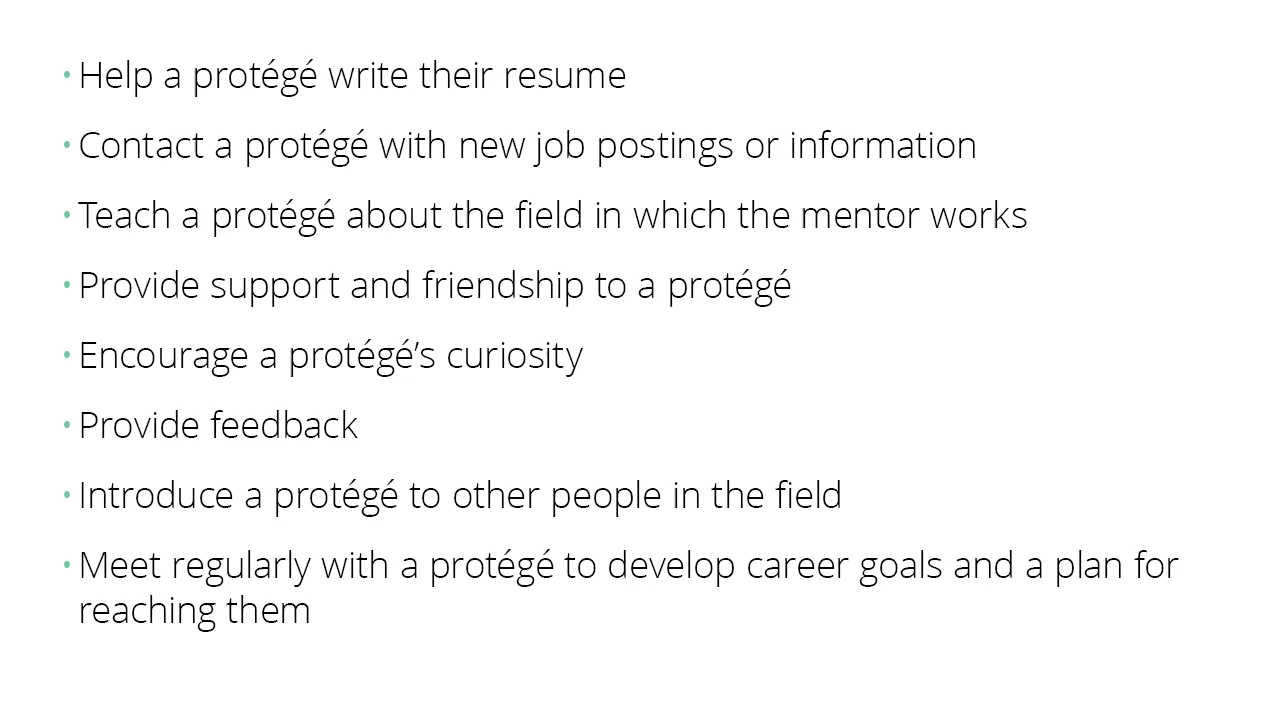 • Help a protégé write their resume
• Contact a protégé with new job postings or information
• Teach a protégé about the field in which the mentor works
• Provide support and friendship to a protégé
• Encourage a protégé’s curiosity
• Provide feedback
• Introduce a protégé to other people in the field
• Meet regularly with a protégé to develop career goals and a plan for
reaching them